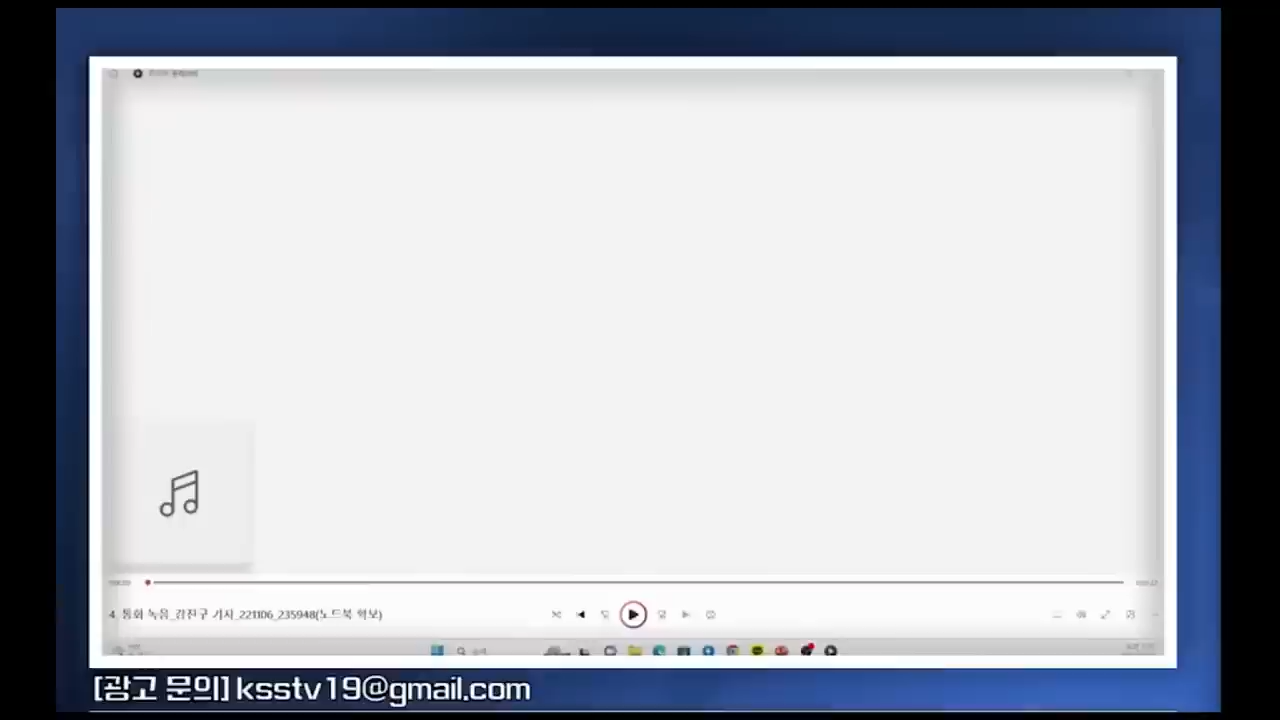 4. 통화 녹음_강진구 기자_221106_235948(노드북 확보)
[광고 문의] ksstv19@gmail.com